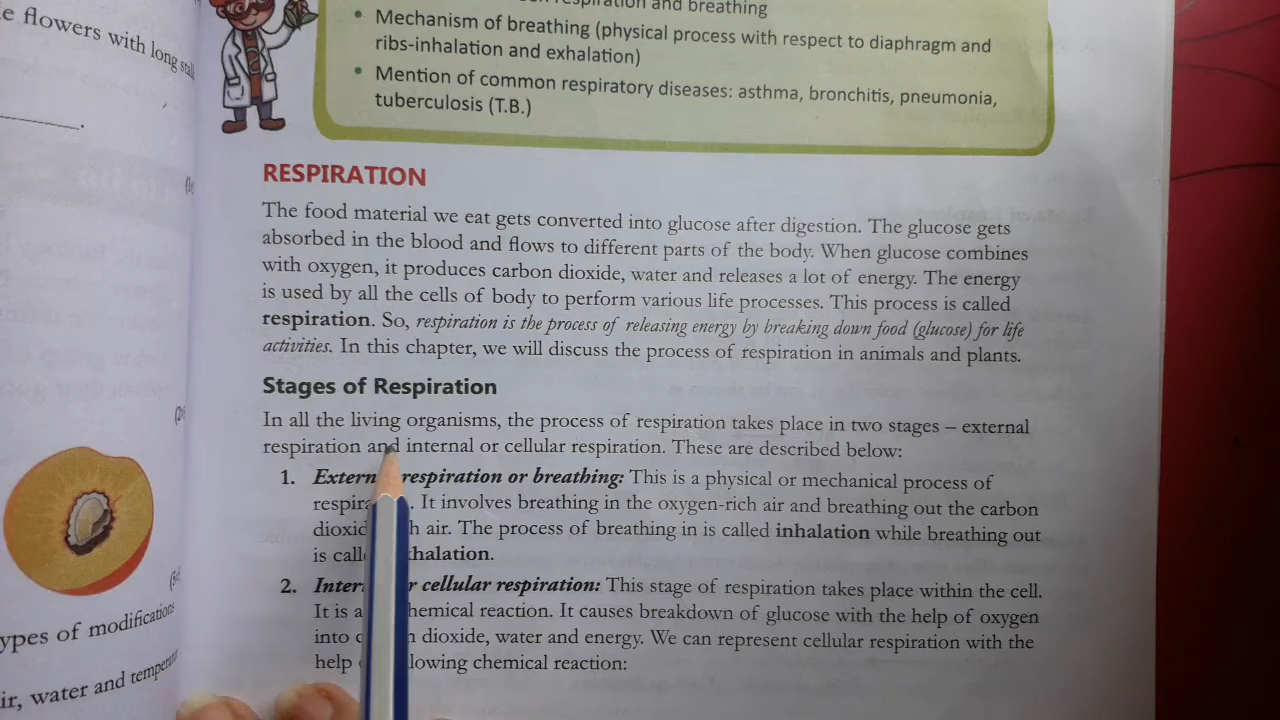 e flowers with long stal
respiration and breathing
• Mechanism of breathing (physical process with respect to diaphragm and
ribs-inhalation and exhalation)
• Mention of common respiratory diseases: asthma, bronchitis, pneumonia,
tuberculosis (T.B.)
RESPIRATION
The food material we eat gets converted into glucose after digestion. The glucose gets
absorbed in the blood and flows to different parts of the body. When glucose combines
with oxygen, it produces carbon dioxide, water and releases a lot of energy. The energy
is used by all the cells of body to perform various life processes. This process is called
respiration. So, respiration is the process of releasing energy by breaking down food (glucose) for life
activities. In this chapter, we will discuss the process of respiration in animals and plants.
Stages of Respiration
In all the living organisms, the process of respiration takes place in two stages – external
respiration and internal or cellular respiration. These are described below:
1. Extern respiration or breathing: This is a physical or mechanical process of
respira . It involves breathing in the oxygen-rich air and breathing out the carbon
dioxid h air. The process of breathing in is called inhalation while breathing out
is call halation.
2. Inter r cellular respiration: This stage of respiration takes place within the cell.
It is a hemical reaction. It causes breakdown of glucose with the help of oxygen
into c n dioxide, water and energy. We can represent cellular respiration with the
help lowing chemical reaction:
ypes of modifications
ir, water and tempera